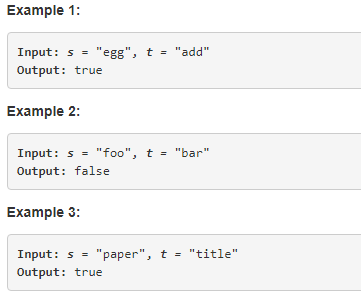 Example 1:
Input: s = "egg", t = "add"
Output: true
Example 2:
Input: s = "foo", t = "bar"
Output: false
Example 3:
Input: s = "paper", t = "title"
Output: true